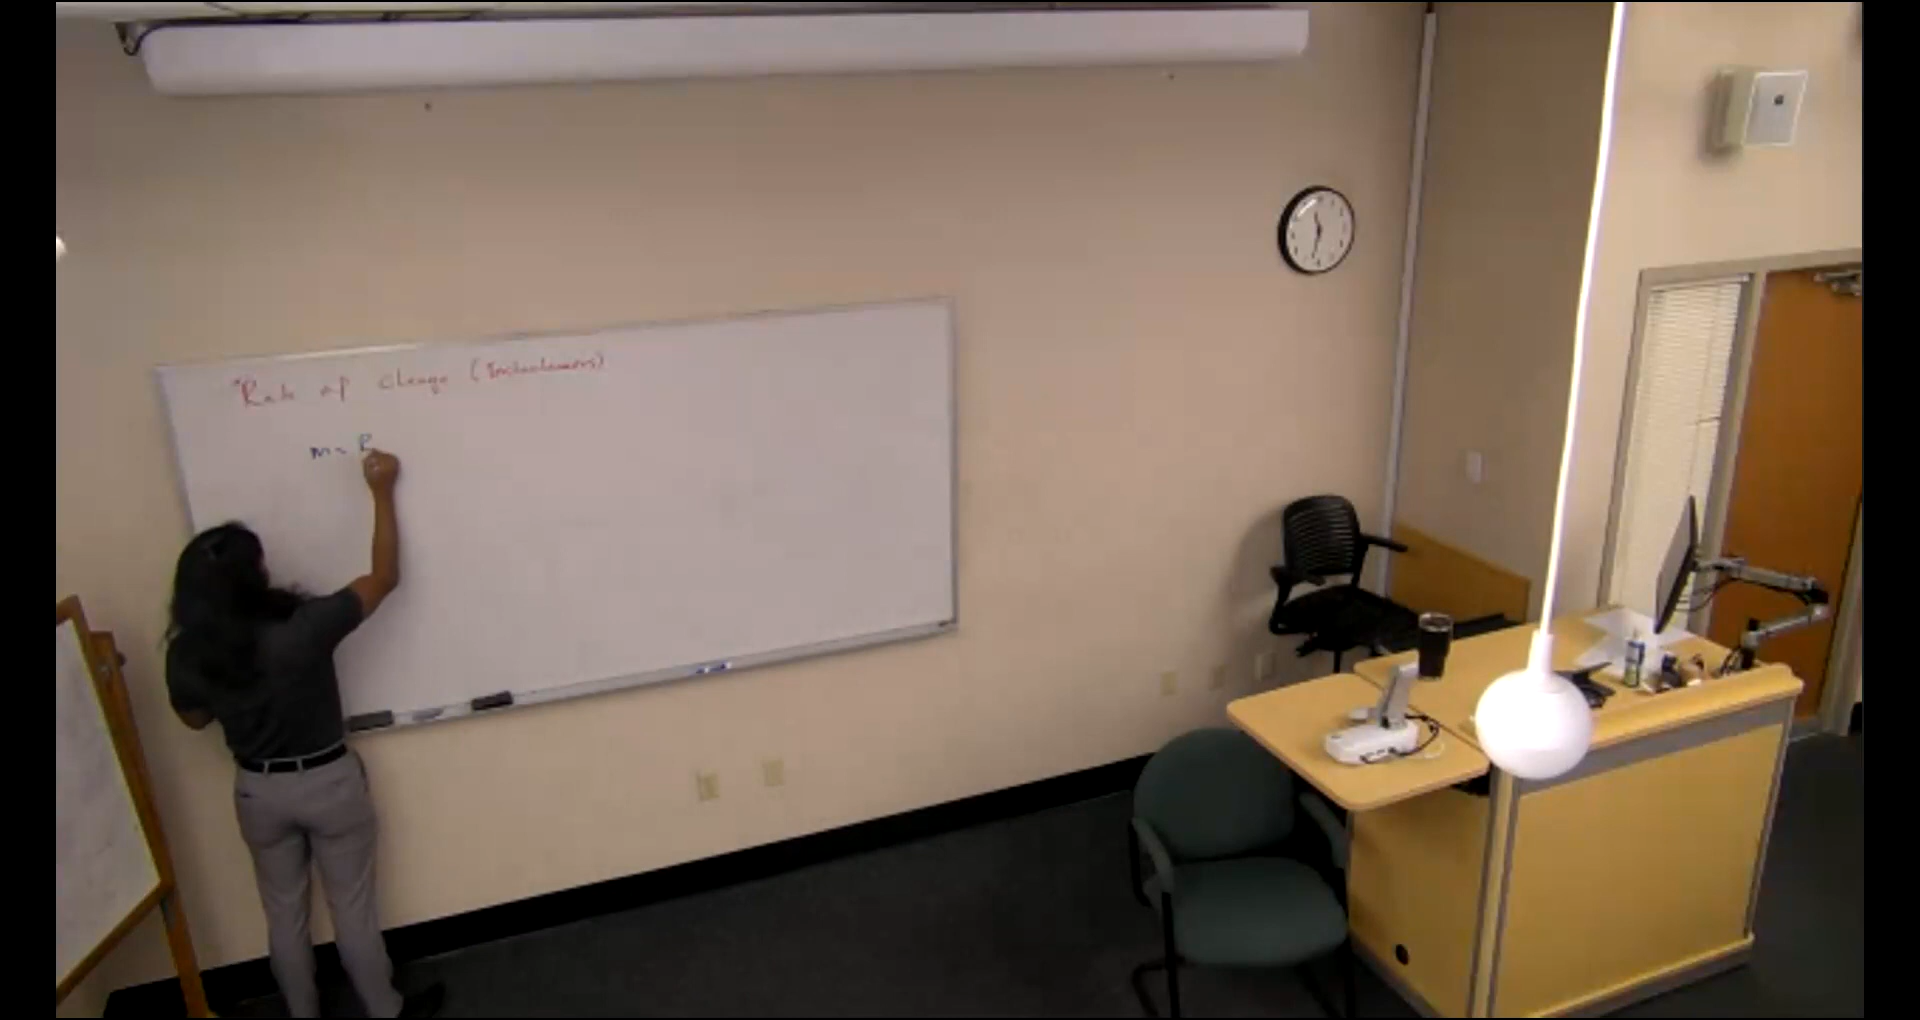 Rate of change (Instantaneous)
m = R